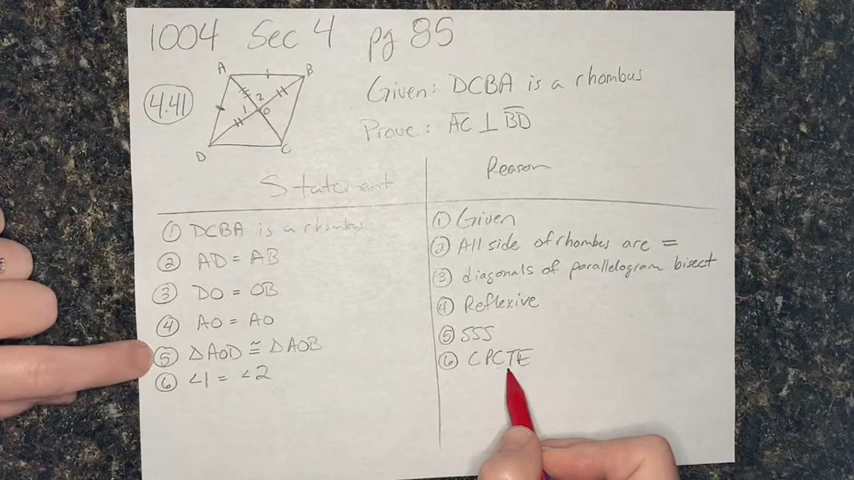 1004 Sec 4 pg 85
4.41
A
B
2
1
O
D
C
Given: DCBA is a rhombus
Prove: AC ⊥ BD
Statement
Reason
① DCBA is a rhombus
① Given
② AD = AB
② All side of rhombus are =
③ DO = OB
③ diagonals of parallelogram bisect
④ AO = AO
④ Reflexive
⑤ △AOD ≅ △AOB
⑤ SSS
⑥ ∠1 = ∠2
⑥ CPCTE